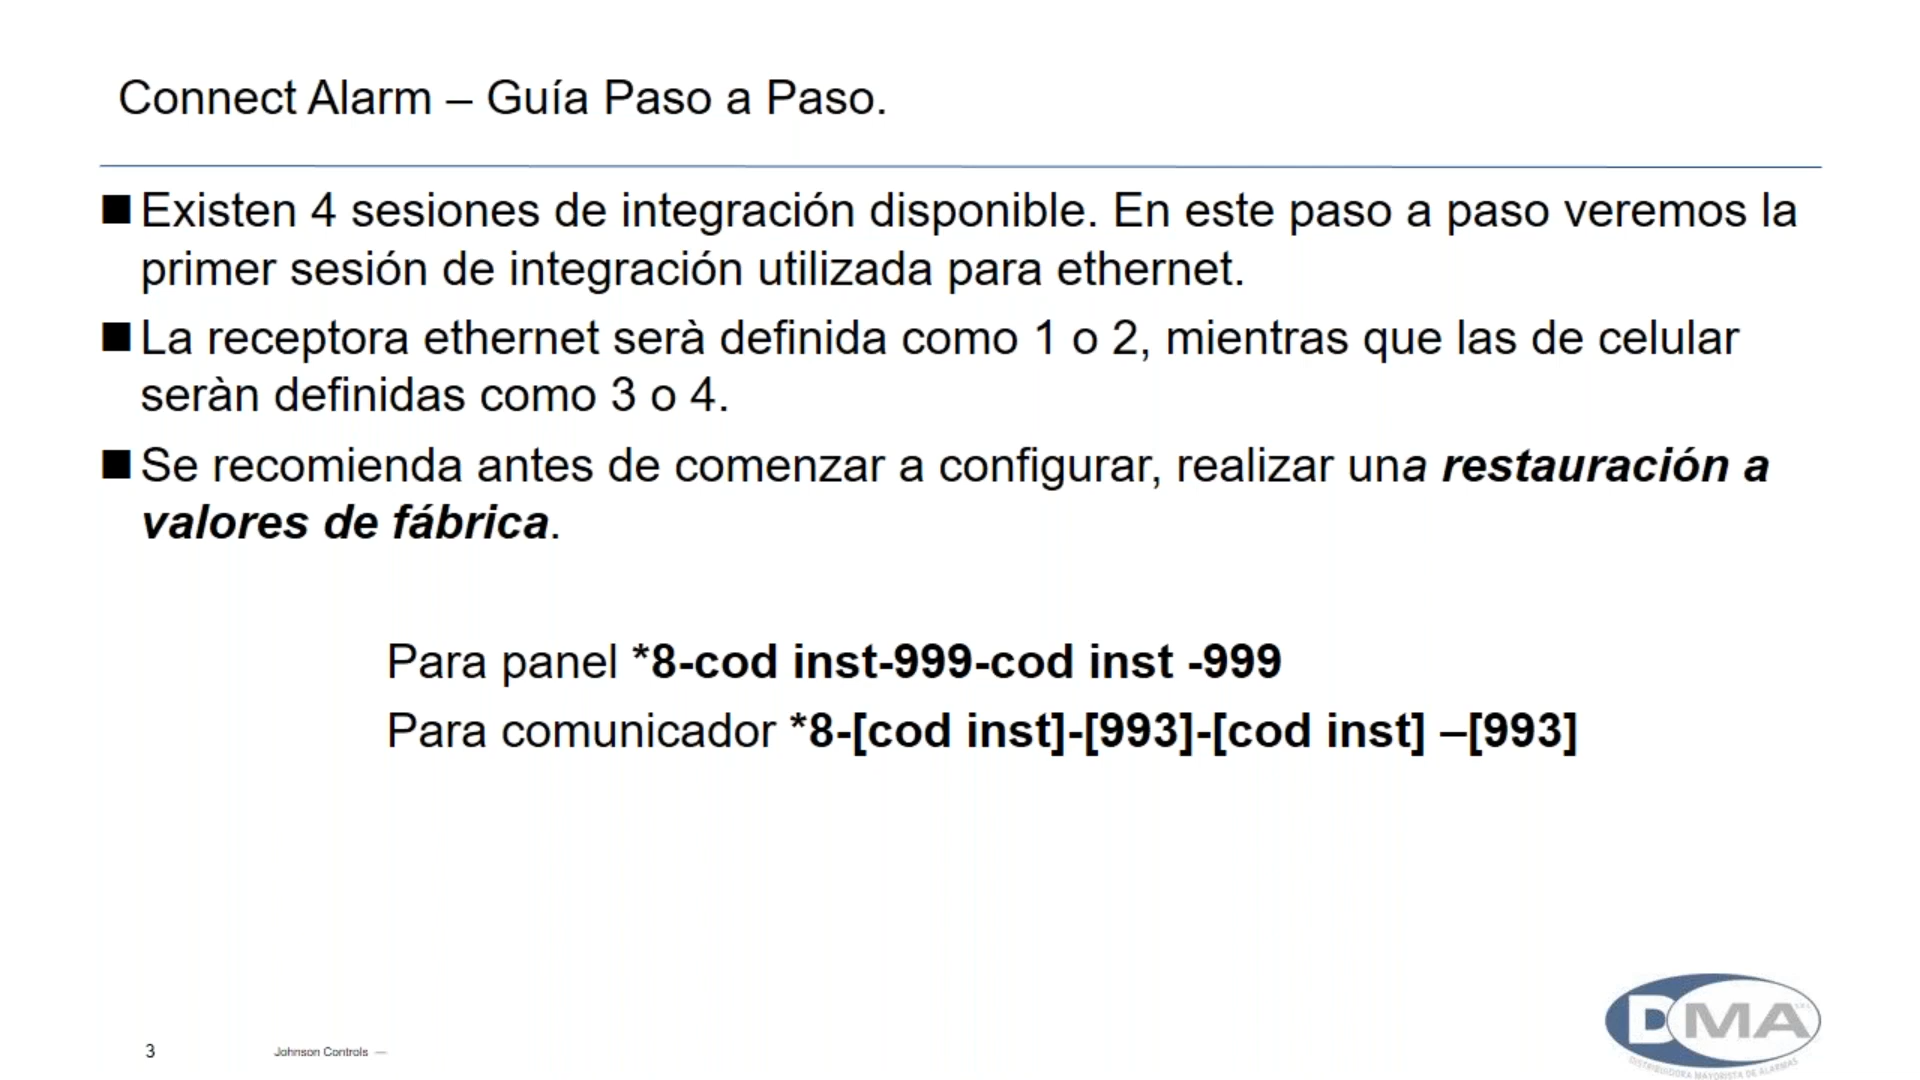 Connect Alarm – Guía Paso a Paso.
■ Existen 4 sesiones de integración disponible. En este paso a paso veremos la
primer sesión de integración utilizada para ethernet.
■ La receptora ethernet serà definida como 1 o 2, mientras que las de celular
seràn definidas como 3 o 4.
■ Se recomienda antes de comenzar a configurar, realizar una restauración a
valores de fábrica.
Para panel *8-cod inst-999-cod inst -999
Para comunicador *8-[cod inst]-[993]-[cod inst] –[993]
3
Johnson Controls —
DMA
DISTRIBUIDORA MAYORISTA DE ALARMAS